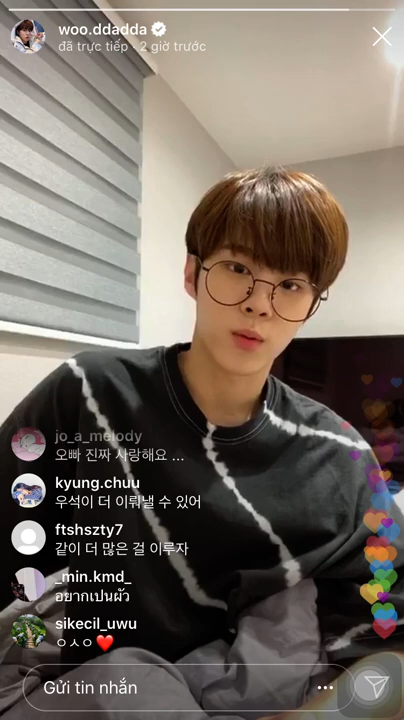 woo.ddadda
đã trực tiếp · 2 giờ trước
jo_a_melody
오빠 진짜 사랑해요 ...
kyung.chuu
우석이 더 이뤄낼 수 있어
ftshszty7
같이 더 많은 걸 이루자
_min.kmd_
อยากเปนผัว
sikecil_uwu
ㅇㅅㅇ❤️
Gửi tin nhắn